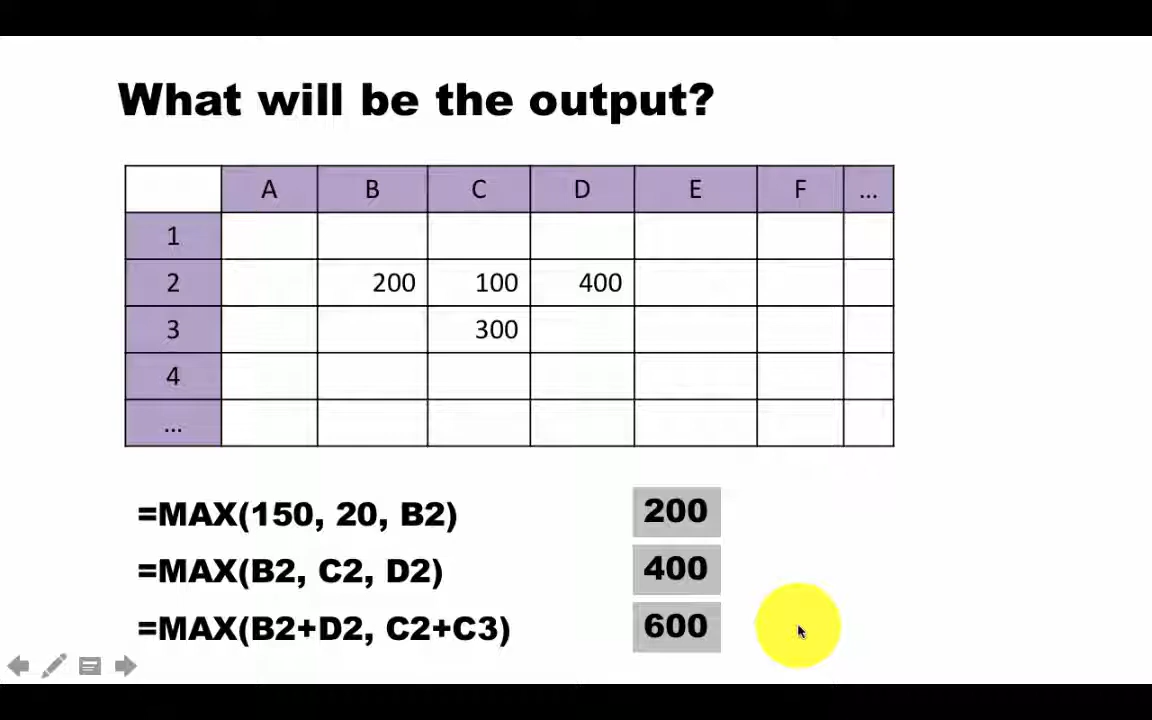 What will be the output?
A B C D E F ...
1
2 200 100 400
3 300
4
...
=MAX(150, 20, B2) 200
=MAX(B2, C2, D2) 400
=MAX(B2+D2, C2+C3) 600